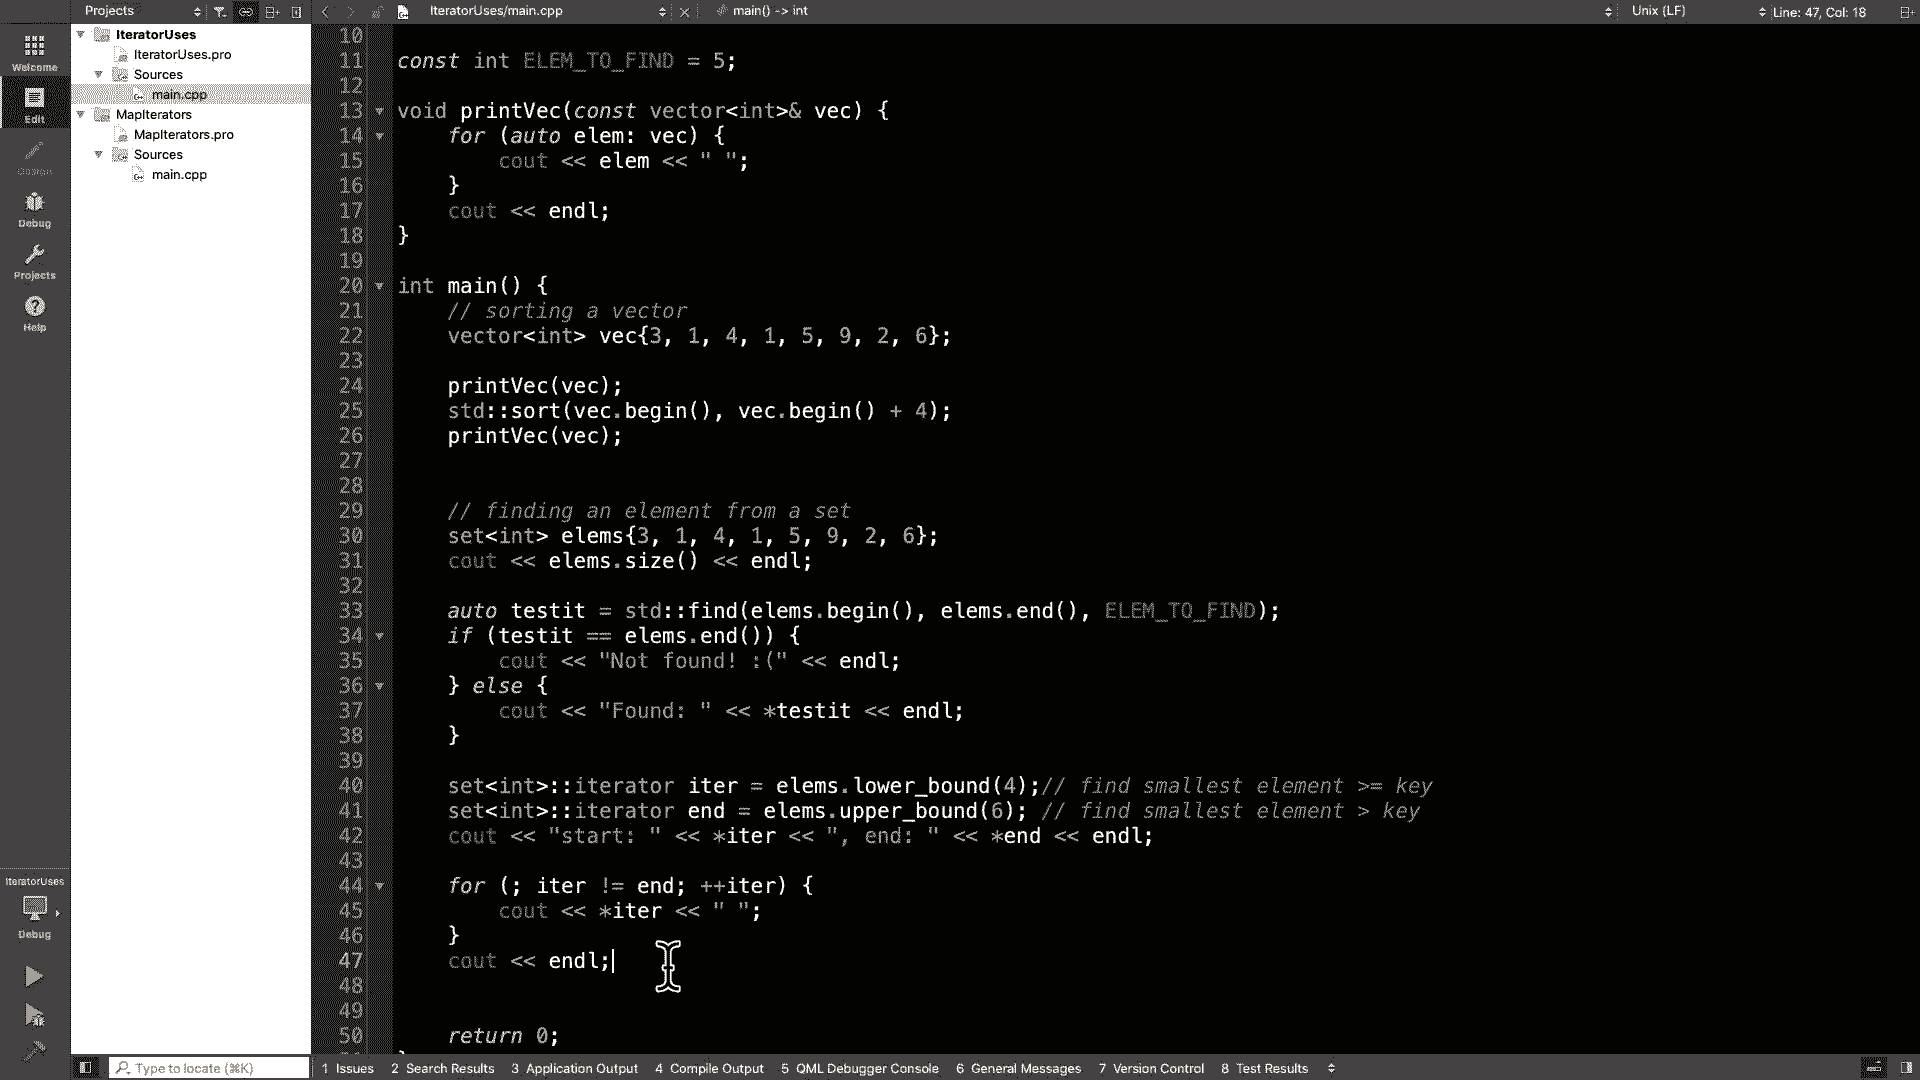 Projects
IteratorUses/main.cpp
main() -> int
Unix (LF)
Line: 47, Col: 18
Welcome
Edit
Design
Debug
Projects
Help
IteratorUses
Debug
IteratorUses
IteratorUses.pro
Sources
main.cpp
MapIterators
MapIterators.pro
Sources
main.cpp
10
11 const int ELEM_TO_FIND = 5;
12
13 void printVec(const vector<int>& vec) {
14     for (auto elem: vec) {
15         cout << elem << " ";
16     }
17     cout << endl;
18 }
19
20 int main() {
21     // sorting a vector
22     vector<int> vec{3, 1, 4, 1, 5, 9, 2, 6};
23
24     printVec(vec);
25     std::sort(vec.begin(), vec.begin() + 4);
26     printVec(vec);
27
28
29     // finding an element from a set
30     set<int> elems{3, 1, 4, 1, 5, 9, 2, 6};
31     cout << elems.size() << endl;
32
33     auto testit = std::find(elems.begin(), elems.end(), ELEM_TO_FIND);
34     if (testit == elems.end()) {
35         cout << "Not found! :(" << endl;
36     } else {
37         cout << "Found: " << *testit << endl;
38     }
39
40     set<int>::iterator iter = elems.lower_bound(4);// find smallest element >= key
41     set<int>::iterator end = elems.upper_bound(6); // find smallest element > key
42     cout << "start: " << *iter << ", end: " << *end << endl;
43
44     for (; iter != end; ++iter) {
45         cout << *iter << " ";
46     }
47     cout << endl;
48
49
50     return 0;
Type to locate (⌘K)
1 Issues
2 Search Results
3 Application Output
4 Compile Output
5 QML Debugger Console
6 General Messages
7 Version Control
8 Test Results